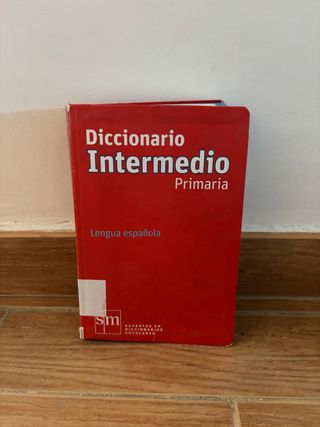 Diccionario
Intermedio
Primaria
Lengua española
sm
EXPERTOS EN
DICCIONARIOS
ESCOLARES